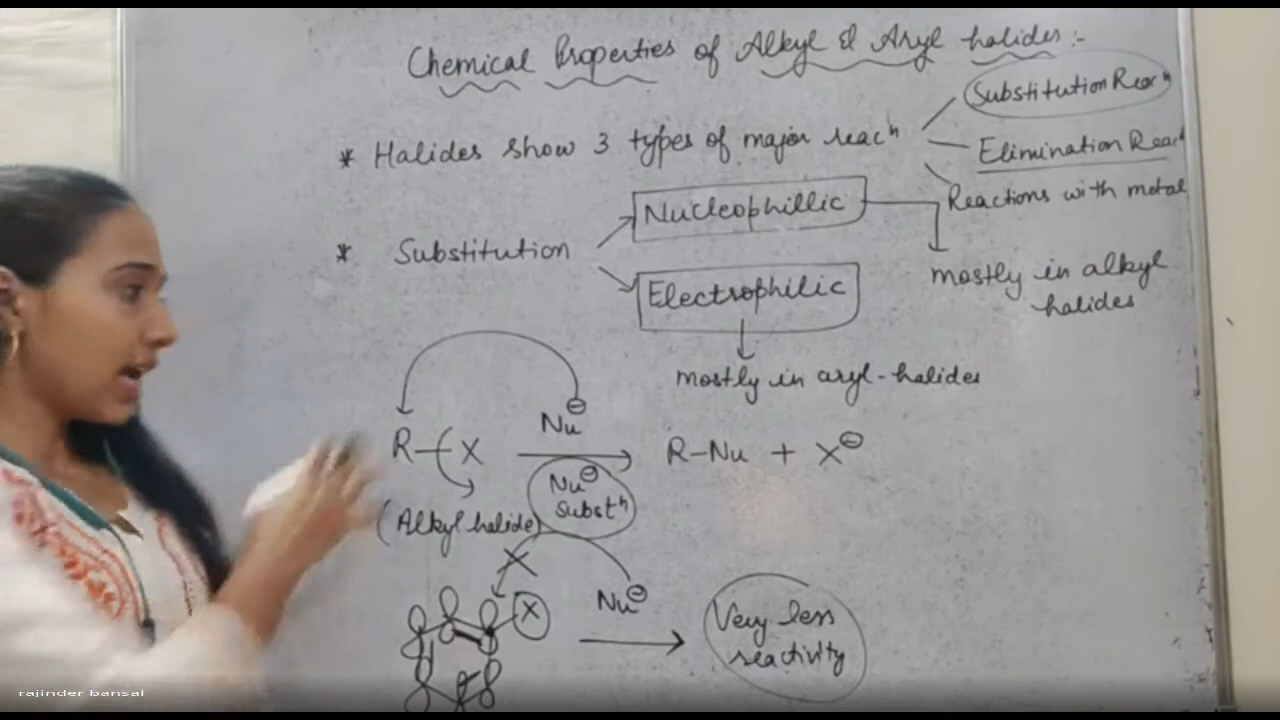 Chemical Properties of Alkyl & Aryl halides :-
* Halides show 3 types of major reacn
Substitution Reacn
Elimination Reac
Reactions with metal
* Substitution
Nucleophillic
mostly in alkyl
halides
Electrophilic
mostly in aryl-halides
R-X
Nu⊖
Nu⊖
Substn
R-Nu + X⊖
(Alkyl halide)
X
Nu⊖
Very less
reactivity
rajinder bansal